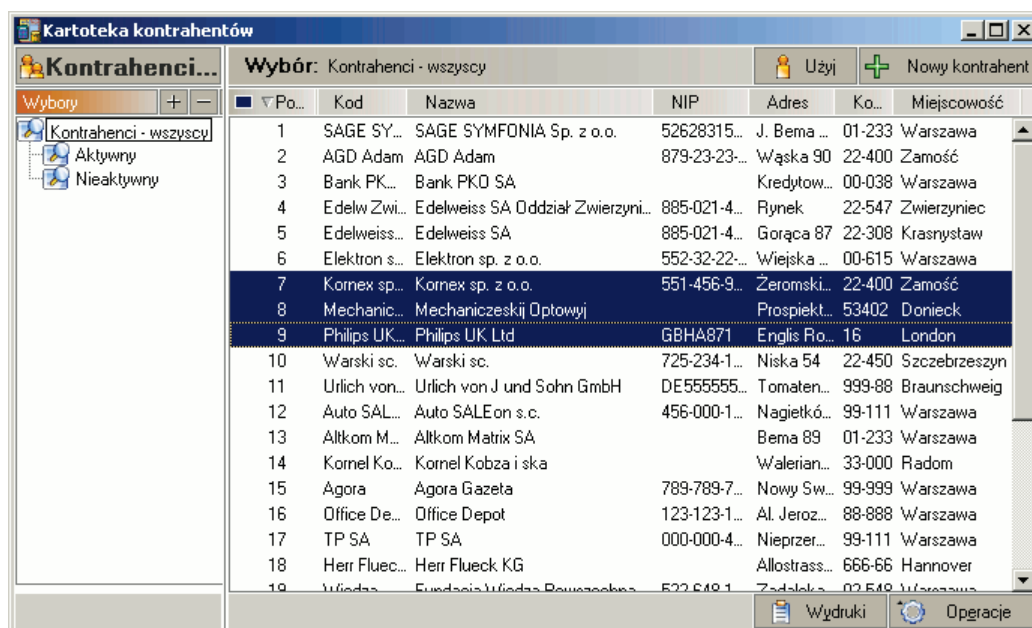 Kartoteka kontrahentów
Kontrahenci... Wybór: Kontrahenci - wszyscy Użyj Nowy kontrahent
Wybory Po... Kod Nazwa NIP Adres Ko... Miejscowość
Kontrahenci - wszyscy
Aktywny
Nieaktywny
1 SAGE SY... SAGE SYMFONIA Sp. z o.o. 52628315... J. Bema ... 01-233 Warszawa
2 AGD Adam AGD Adam 879-23-23-... Wąska 90 22-400 Zamość
3 Bank PK... Bank PKO SA Kredytow... 00-038 Warszawa
4 Edelw Zwi... Edelweiss SA Oddział Zwierzyni... 885-021-4... Rynek 22-547 Zwierzyniec
5 Edelweiss... Edelweiss SA 885-021-4... Gorąca 87 22-308 Krasnystaw
6 Elektron s... Elektron sp. z o.o. 552-32-22-... Wiejska ... 00-615 Warszawa
7 Kornex sp... Kornex sp. z o.o. 551-456-9... Żeromski... 22-400 Zamość
8 Mechanic... Mechaniczeskij Optowyj Prospiekt... 53402 Donieck
9 Philips UK... Philips UK Ltd GBHA871 Englis Ro... 16 London
10 Warski sc. Warski sc. 725-234-1... Niska 54 22-450 Szczebrzeszyn
11 Urlich von... Urlich von J und Sohn GmbH DE555555... Tomaten... 999-88 Braunschweig
12 Auto SAL... Auto SALEon s.c. 456-000-1... Nagietkó... 99-111 Warszawa
13 Altkom M... Altkom Matrix SA Bema 89 01-233 Warszawa
14 Kornel Ko... Kornel Kobza i ska Walerian... 33-000 Radom
15 Agora Agora Gazeta 789-789-7... Nowy Sw... 99-999 Warszawa
16 Office De... Office Depot 123-123-1... Al. Jeroz... 88-888 Warszawa
17 TP SA TP SA 000-000-4... Nieprzer... 99-111 Warszawa
18 Herr Fluec... Herr Flueck KG Allostrass... 666-66 Hannover
19 Wiedza... Fundacja Wiedza Powszechna 522-648-1... 02-548 Warszawa
Wydruki Operacje